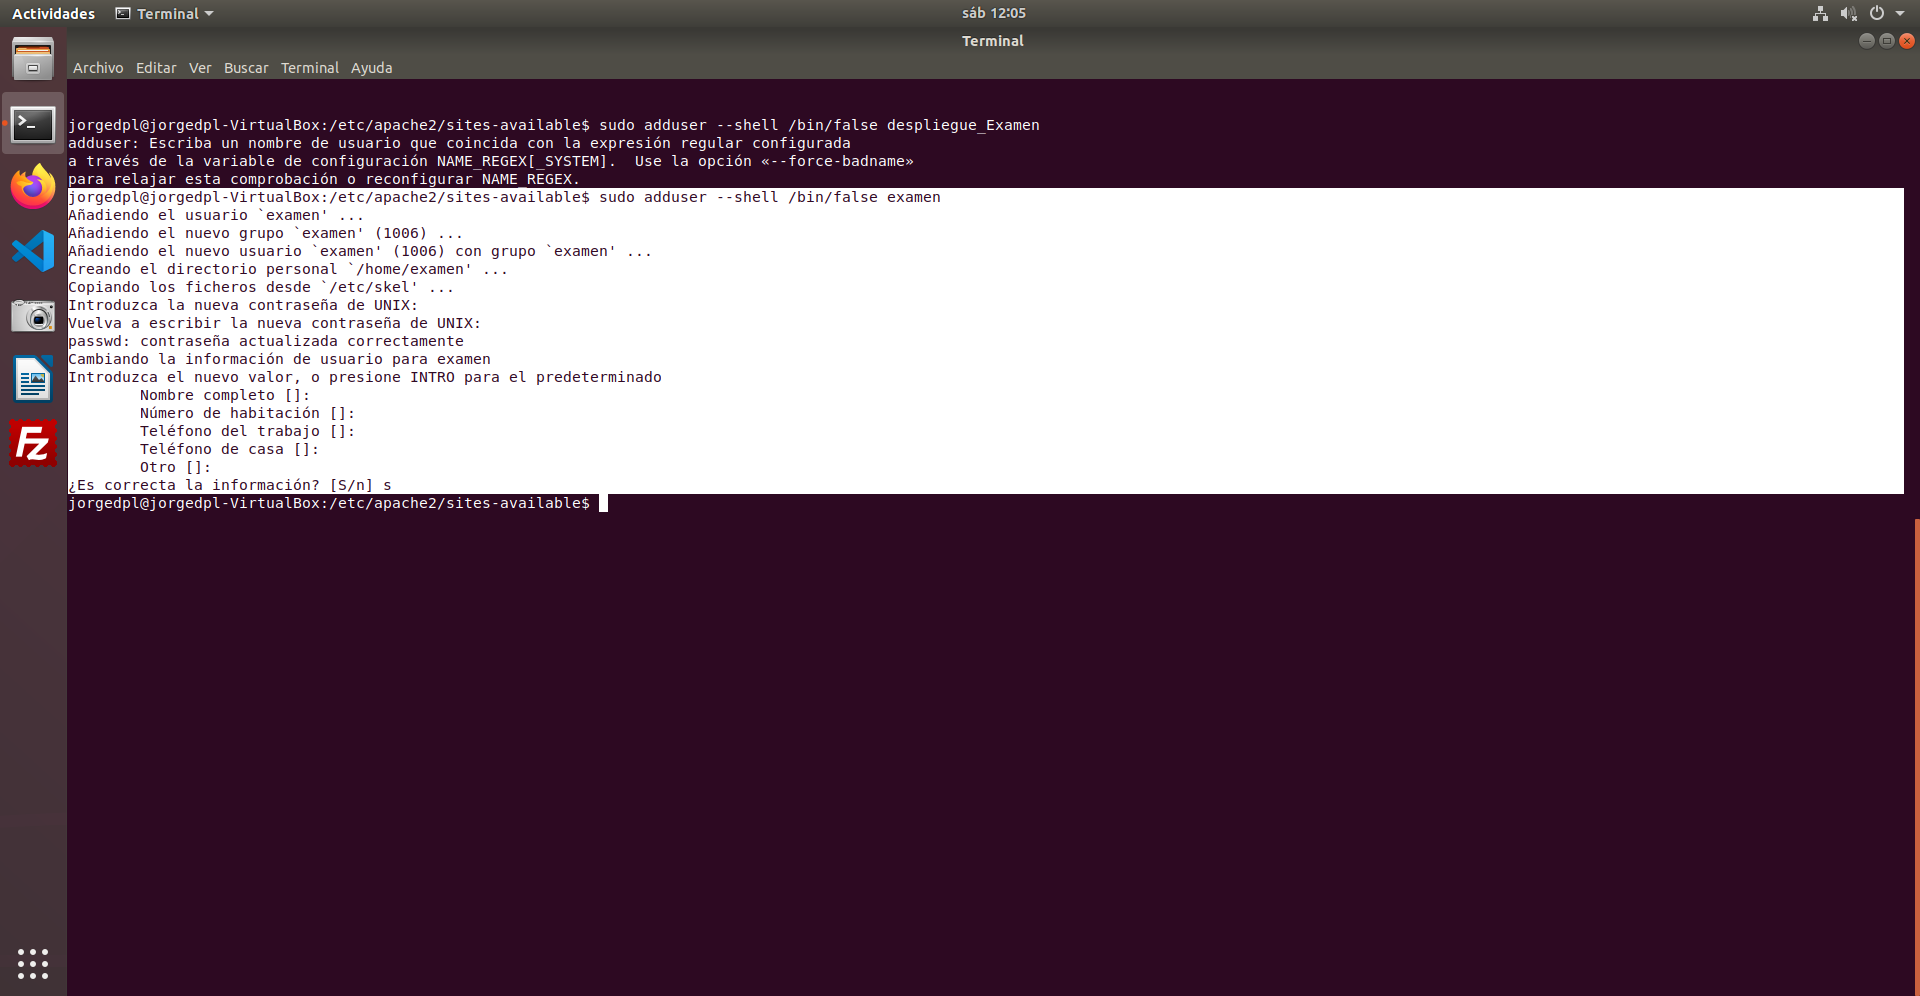 Actividades
Terminal
sáb 12:05
Terminal
Archivo Editar Ver Buscar Terminal Ayuda
jorgedpl@jorgedpl-VirtualBox:/etc/apache2/sites-available$ sudo adduser --shell /bin/false despliegue_Examen
adduser: Escriba un nombre de usuario que coincida con la expresión regular configurada
a través de la variable de configuración NAME_REGEX[_SYSTEM].  Use la opción «--force-badname»
para relajar esta comprobación o reconfigurar NAME_REGEX.
jorgedpl@jorgedpl-VirtualBox:/etc/apache2/sites-available$ sudo adduser --shell /bin/false examen
Añadiendo el usuario `examen' ...
Añadiendo el nuevo grupo `examen' (1006) ...
Añadiendo el nuevo usuario `examen' (1006) con grupo `examen' ...
Creando el directorio personal `/home/examen' ...
Copiando los ficheros desde `/etc/skel' ...
Introduzca la nueva contraseña de UNIX:
Vuelva a escribir la nueva contraseña de UNIX:
passwd: contraseña actualizada correctamente
Cambiando la información de usuario para examen
Introduzca el nuevo valor, o presione INTRO para el predeterminado
Nombre completo []:
Número de habitación []:
Teléfono del trabajo []:
Teléfono de casa []:
Otro []:
¿Es correcta la información? [S/n] s
jorgedpl@jorgedpl-VirtualBox:/etc/apache2/sites-available$
Fz